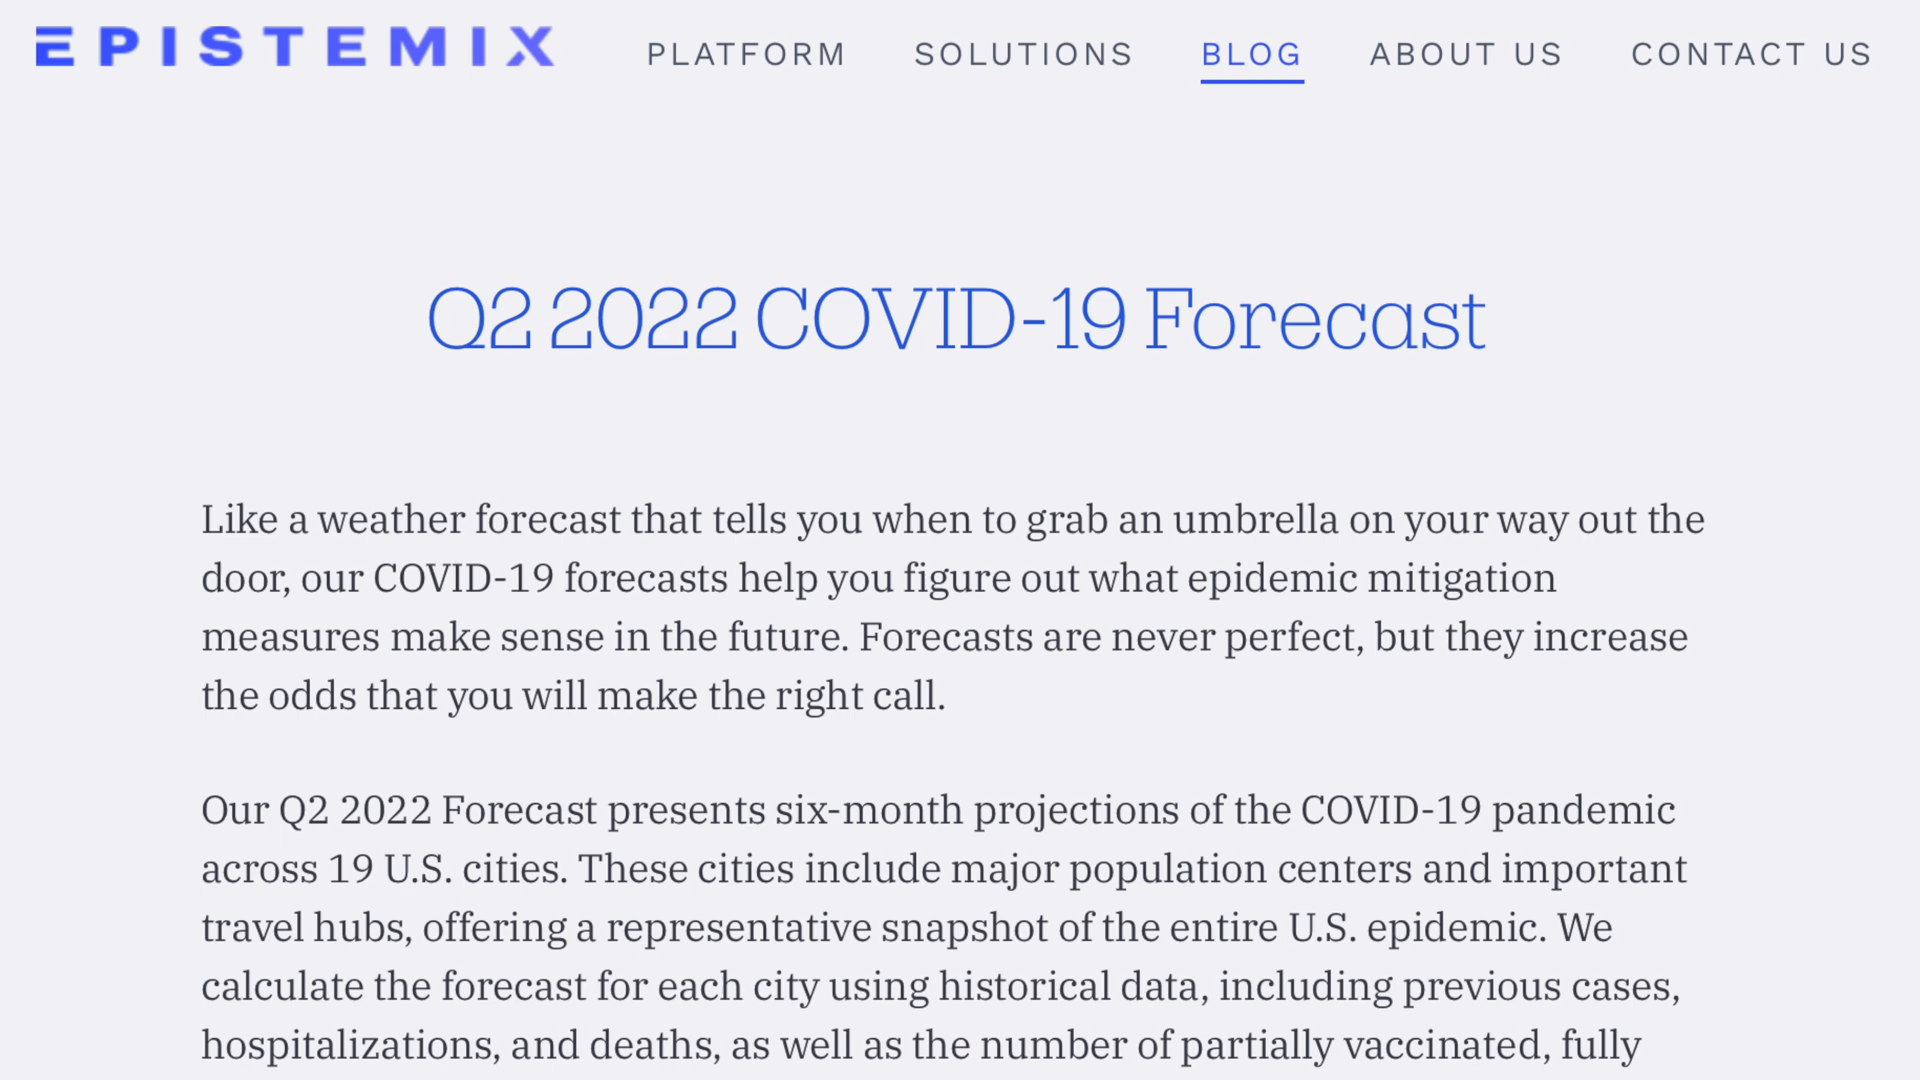 EPISTEMIX PLATFORM SOLUTIONS BLOG ABOUT US CONTACT US
Q2 2022 COVID-19 Forecast
Like a weather forecast that tells you when to grab an umbrella on your way out the
door, our COVID-19 forecasts help you figure out what epidemic mitigation
measures make sense in the future. Forecasts are never perfect, but they increase
the odds that you will make the right call.
Our Q2 2022 Forecast presents six-month projections of the COVID-19 pandemic
across 19 U.S. cities. These cities include major population centers and important
travel hubs, offering a representative snapshot of the entire U.S. epidemic. We
calculate the forecast for each city using historical data, including previous cases,
hospitalizations, and deaths, as well as the number of partially vaccinated, fully